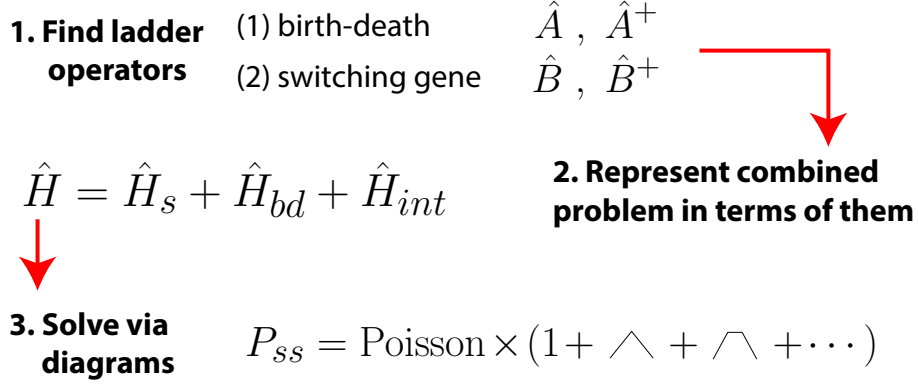 1. Find ladder operators
(1) birth-death Â , Â⁺
(2) switching gene B̂ , B̂⁺
Ĥ = Ĥ_s + Ĥ_bd + Ĥ_int
2. Represent combined
problem in terms of them
3. Solve via
diagrams
P_ss = Poisson × (1 + ∧ + ⏜ + ···)